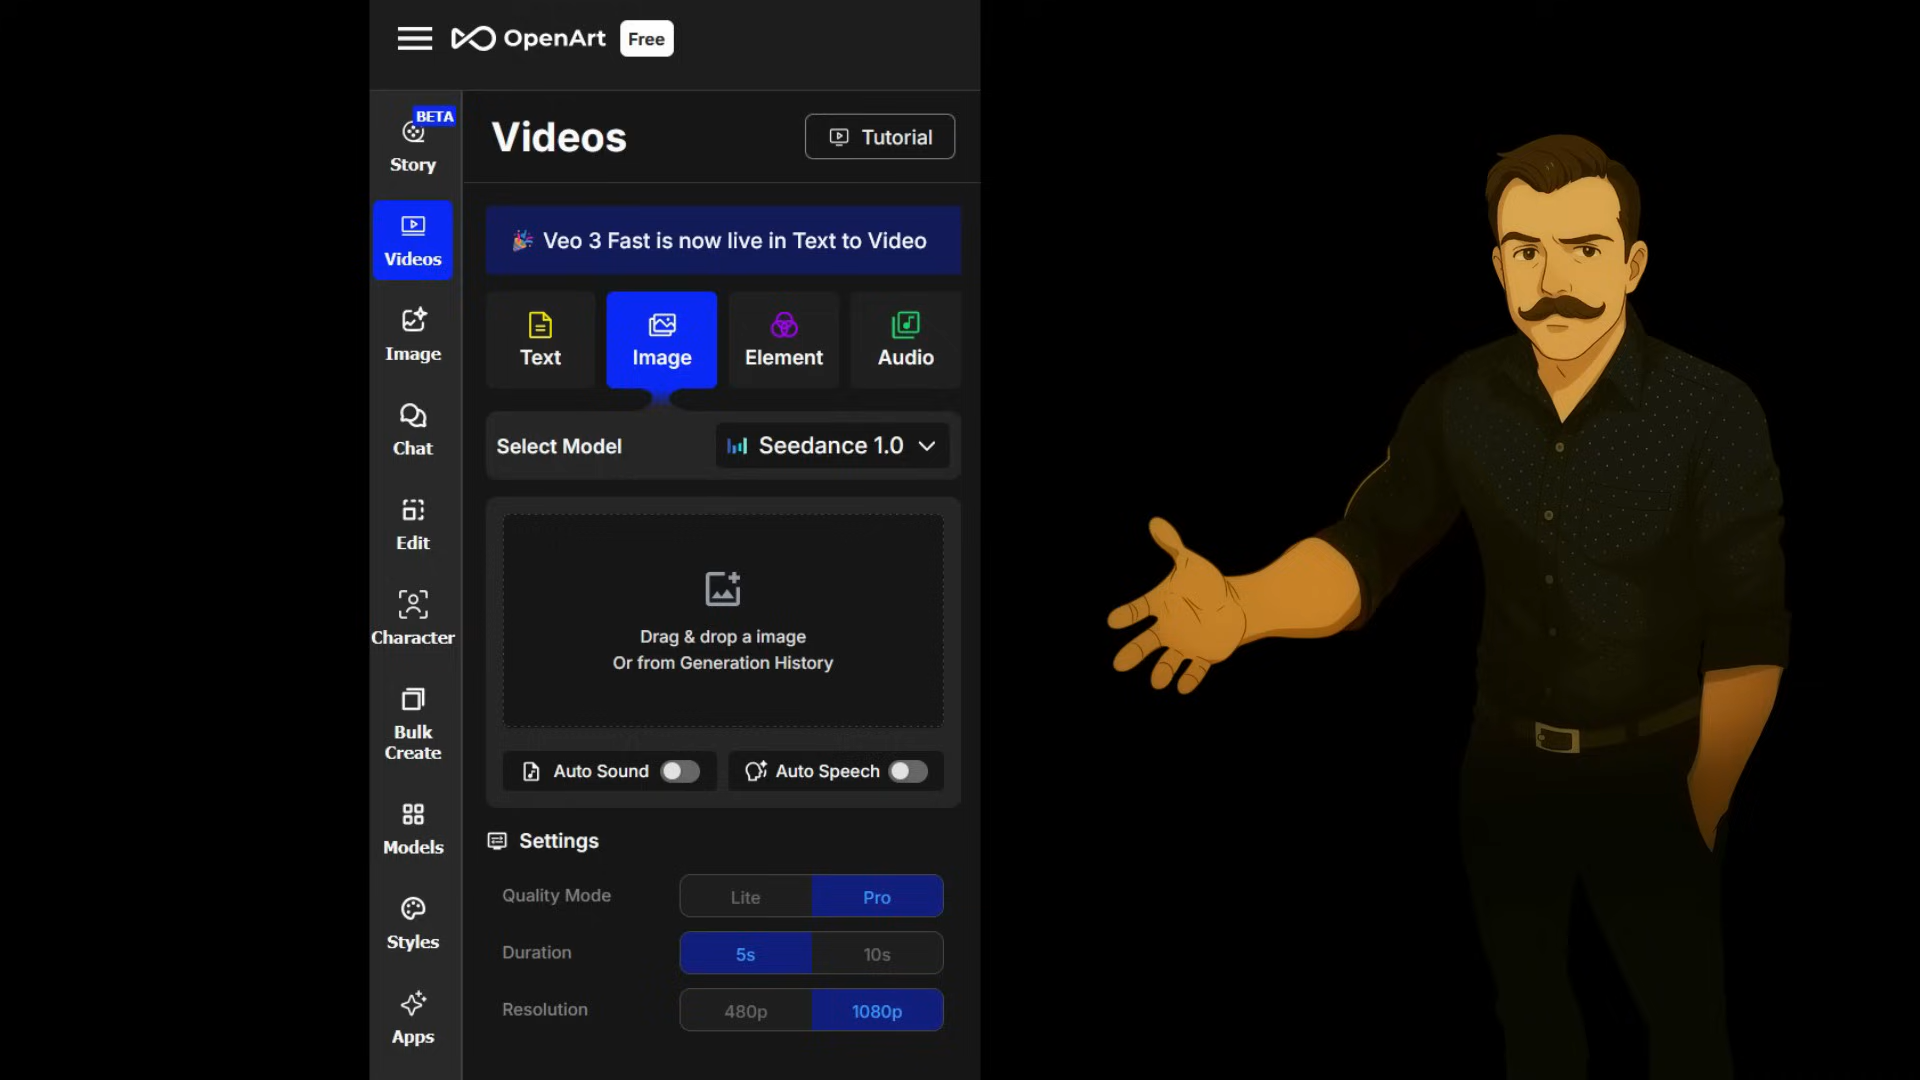 OpenArt Free
BETA
Story
Videos
Image
Chat
Edit
Character
Bulk
Create
Models
Styles
Apps
Videos
Tutorial
Veo 3 Fast is now live in Text to Video
Text
Image
Element
Audio
Select Model
Seedance 1.0
Drag & drop a image
Or from Generation History
Auto Sound
Auto Speech
Settings
Quality Mode
Lite
Pro
Duration
5s
10s
Resolution
480p
1080p